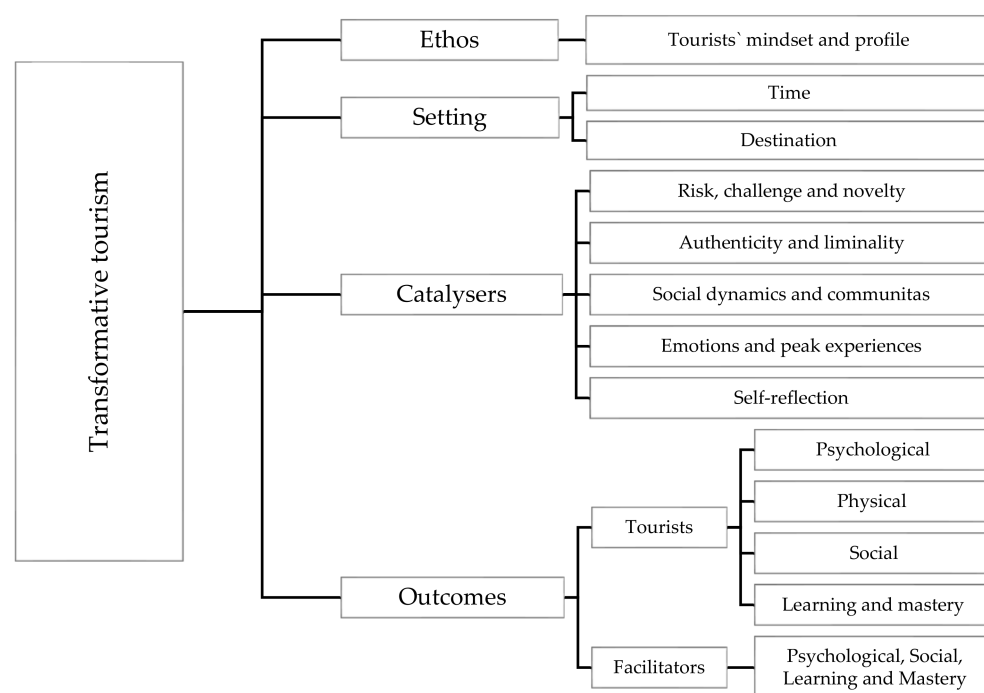 Transformative tourism
Ethos
Tourists` mindset and profile
Setting
Time
Destination
Catalysers
Risk, challenge and novelty
Authenticity and liminality
Social dynamics and communitas
Emotions and peak experiences
Self-reflection
Outcomes
Tourists
Psychological
Physical
Social
Learning and mastery
Facilitators
Psychological, Social,
Learning and Mastery